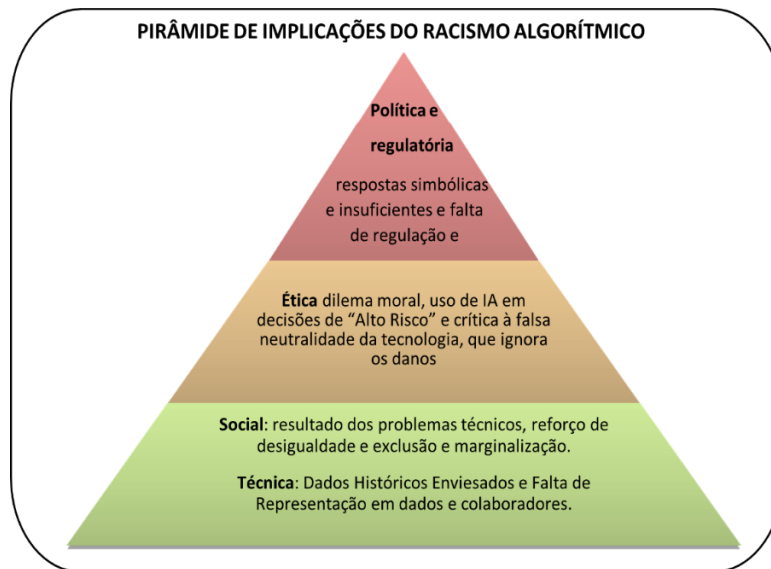 PIRÂMIDE DE IMPLICAÇÕES DO RACISMO ALGORÍTMICO
Política e
regulatória
respostas simbólicas
e insuficientes e falta
de regulação e
Ética dilema moral, uso de IA em
decisões de “Alto Risco” e crítica à falsa
neutralidade da tecnologia, que ignora
os danos
Social: resultado dos problemas técnicos, reforço de
desigualdade e exclusão e marginalização.
Técnica: Dados Históricos Enviesados e Falta de
Representação em dados e colaboradores.